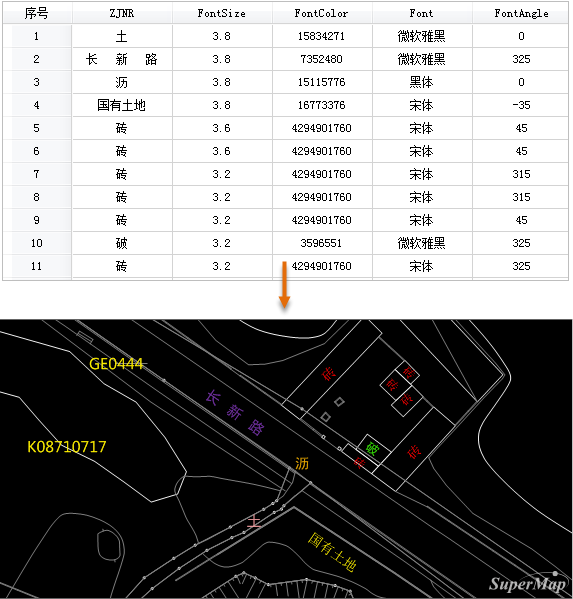 序号 ZJNR FontSize FontColor Font FontAngle
1 土 3.8 15834271 微软雅黑 0
2 长 新 路 3.8 7352480 微软雅黑 325
3 沥 3.8 15115776 黑体 0
4 国有土地 3.8 16773376 宋体 -35
5 砖 3.6 4294901760 宋体 45
6 砖 3.6 4294901760 宋体 45
7 砖 3.2 4294901760 宋体 315
8 砖 3.2 4294901760 宋体 315
9 砖 3.2 4294901760 宋体 45
10 破 3.2 3596551 微软雅黑 325
11 砖 3.2 4294901760 宋体 325
GE0444
砖
砖
砖
砖
长新路
K08710717
破
砖
砖
沥
土
国有土地
SuperMap